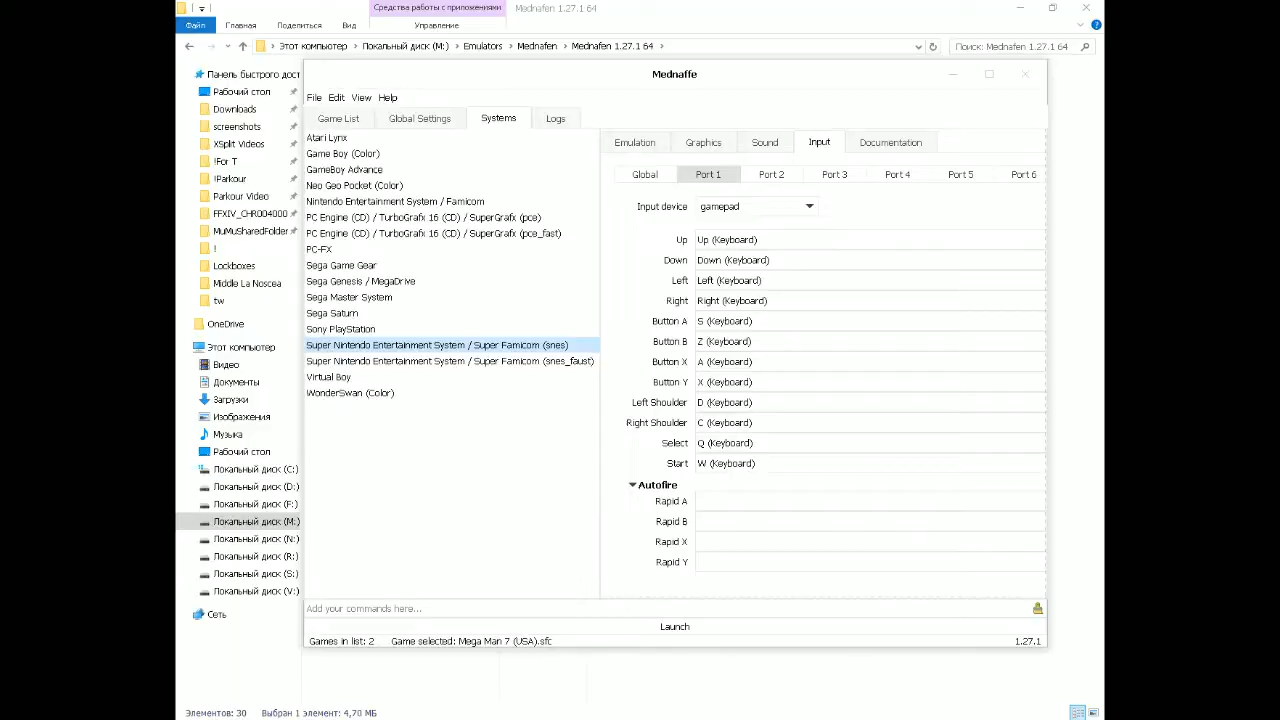 Средства работы с приложениями
Mednafen 1.27.1 64
Файл
Главная
Поделиться
Вид
Управление
Этот компьютер > Локальный диск (M:) > Emulators > Mednafen > Mednafen 1.27.1 64 >
Поиск: Mednafen 1.27.1 64
Панель быстрого дост
Рабочий стол
Downloads
screenshots
XSplit Videos
!For T
!Parkour
Parkour Video
FFXIV_CHR004000
MuMuSharedFolder
!
Lockboxes
Middle La Noscea
tw
OneDrive
Этот компьютер
Видео
Документы
Загрузки
Изображения
Музыка
Рабочий стол
Локальный диск (C:)
Локальный диск (D:)
Локальный диск (F:)
Локальный диск (M:)
Локальный диск (N:)
Локальный диск (R:)
Локальный диск (S:)
Локальный диск (V:)
Сеть
Mednaffe
File Edit View Help
Game List
Global Settings
Systems
Logs
Atari Lynx
Game Boy (Color)
GameBoy Advance
Neo Geo Pocket (Color)
Nintendo Entertainment System / Famicom
PC Engine (CD) / TurboGrafx 16 (CD) / SuperGrafx (pce)
PC Engine (CD) / TurboGrafx 16 (CD) / SuperGrafx (pce_fast)
PC-FX
Sega Game Gear
Sega Genesis / MegaDrive
Sega Master System
Sega Saturn
Sony PlayStation
Super Nintendo Entertainment System / Super Famicom (snes)
Super Nintendo Entertainment System / Super Famicom (snes_faust)
Virtual Boy
WonderSwan (Color)
Emulation
Graphics
Sound
Input
Documentation
Global
Port 1
Port 2
Port 3
Port 4
Port 5
Port 6
Input device gamepad
Up Up (Keyboard)
Down Down (Keyboard)
Left Left (Keyboard)
Right Right (Keyboard)
Button A S (Keyboard)
Button B Z (Keyboard)
Button X A (Keyboard)
Button Y X (Keyboard)
Left Shoulder D (Keyboard)
Right Shoulder C (Keyboard)
Select Q (Keyboard)
Start W (Keyboard)
Autofire
Rapid A
Rapid B
Rapid X
Rapid Y
Add your commands here...
Launch
Games in list: 2 Game selected: Mega Man 7 (USA).sfc
1.27.1
Элементов: 30 Выбран 1 элемент: 4,70 МБ